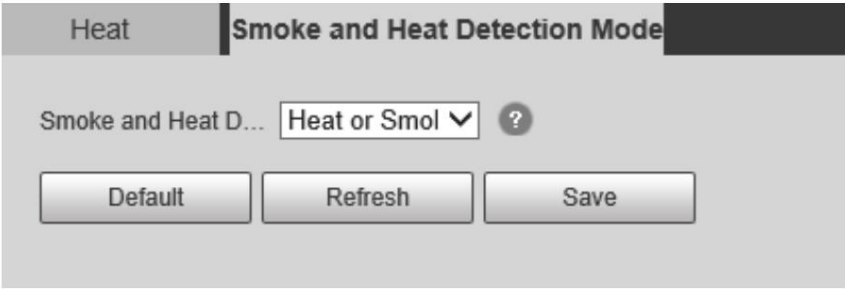 Heat Smoke and Heat Detection Mode
Smoke and Heat D... Heat or Smol ?
Default Refresh Save